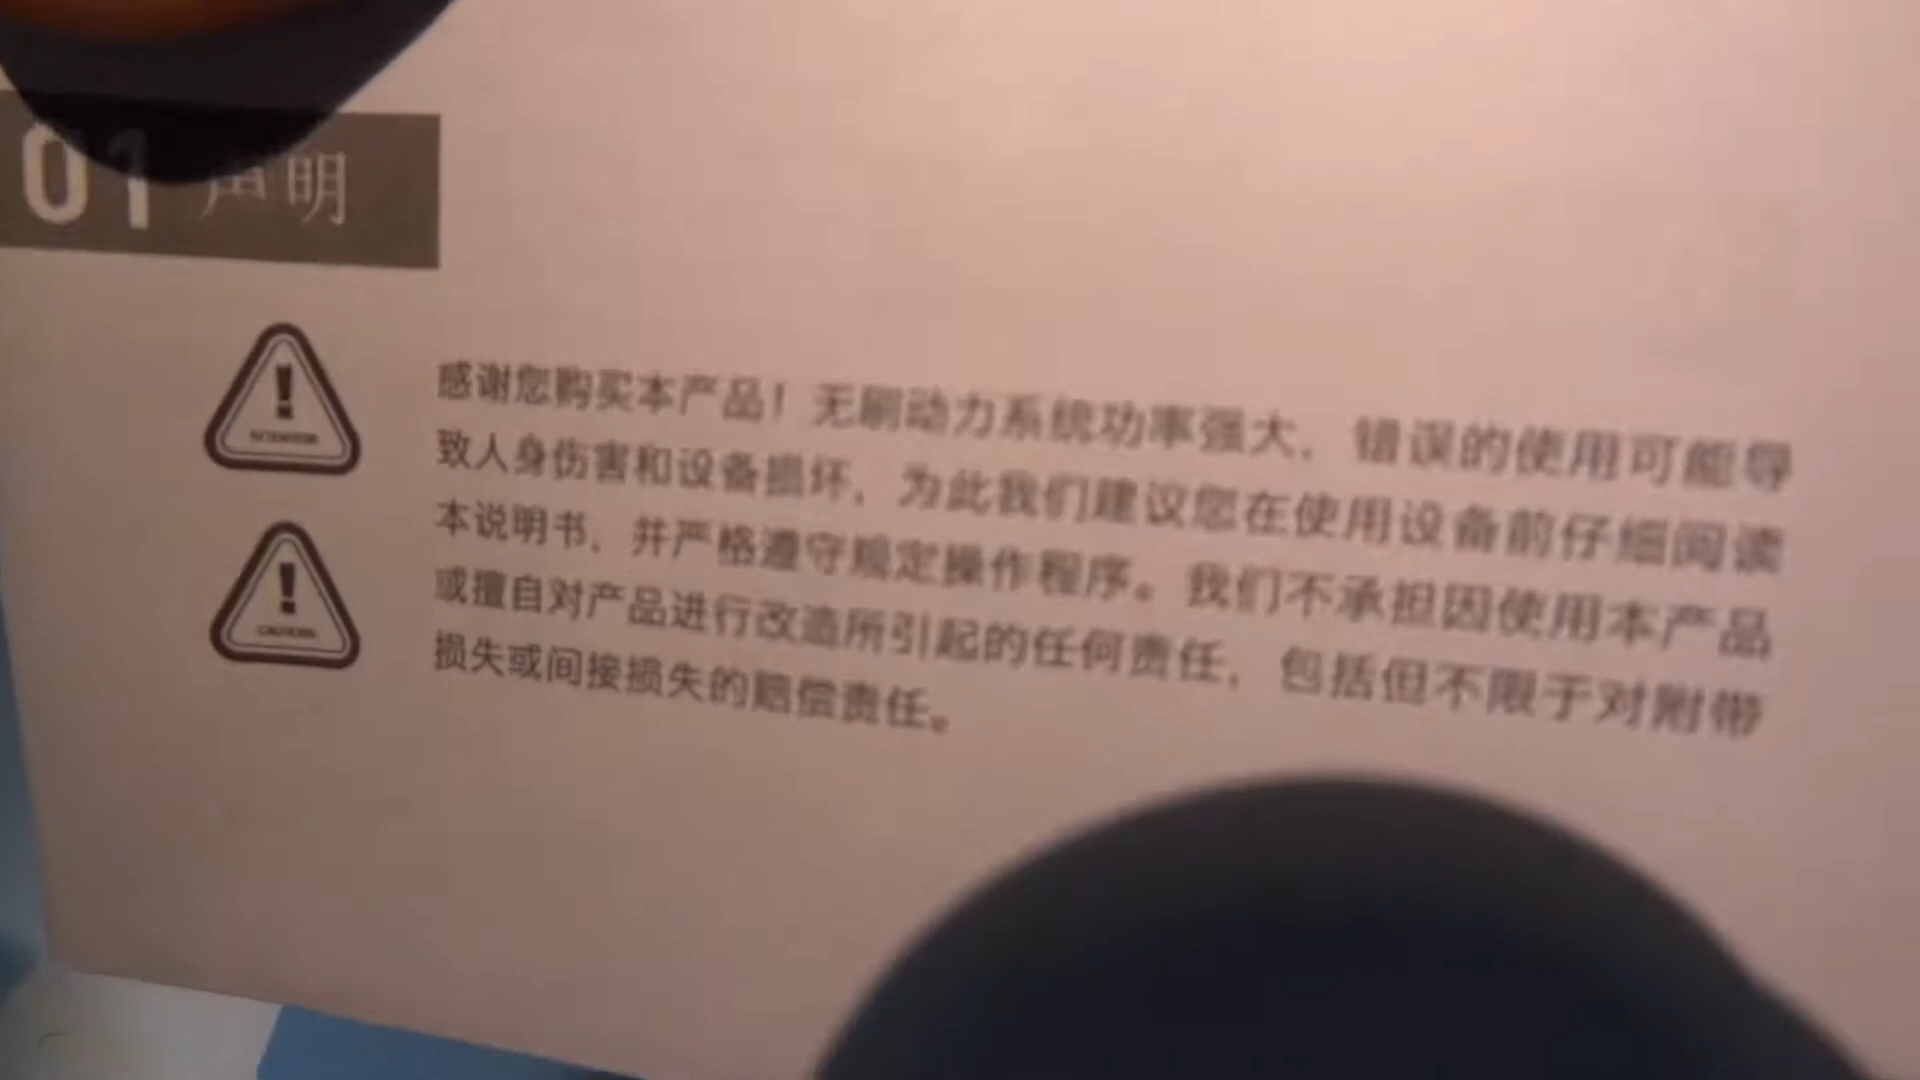 01 声明
感谢您购买本产品！无刷动力系统功率强大，错误的使用可能导
致人身伤害和设备损坏，为此我们建议您在使用设备前仔细阅读
本说明书，并严格遵守规定操作程序。我们不承担因使用本产品
或擅自对产品进行改造所引起的任何责任，包括但不限于对附带
损失或间接损失的赔偿责任。
ATTENTION
CAUTION